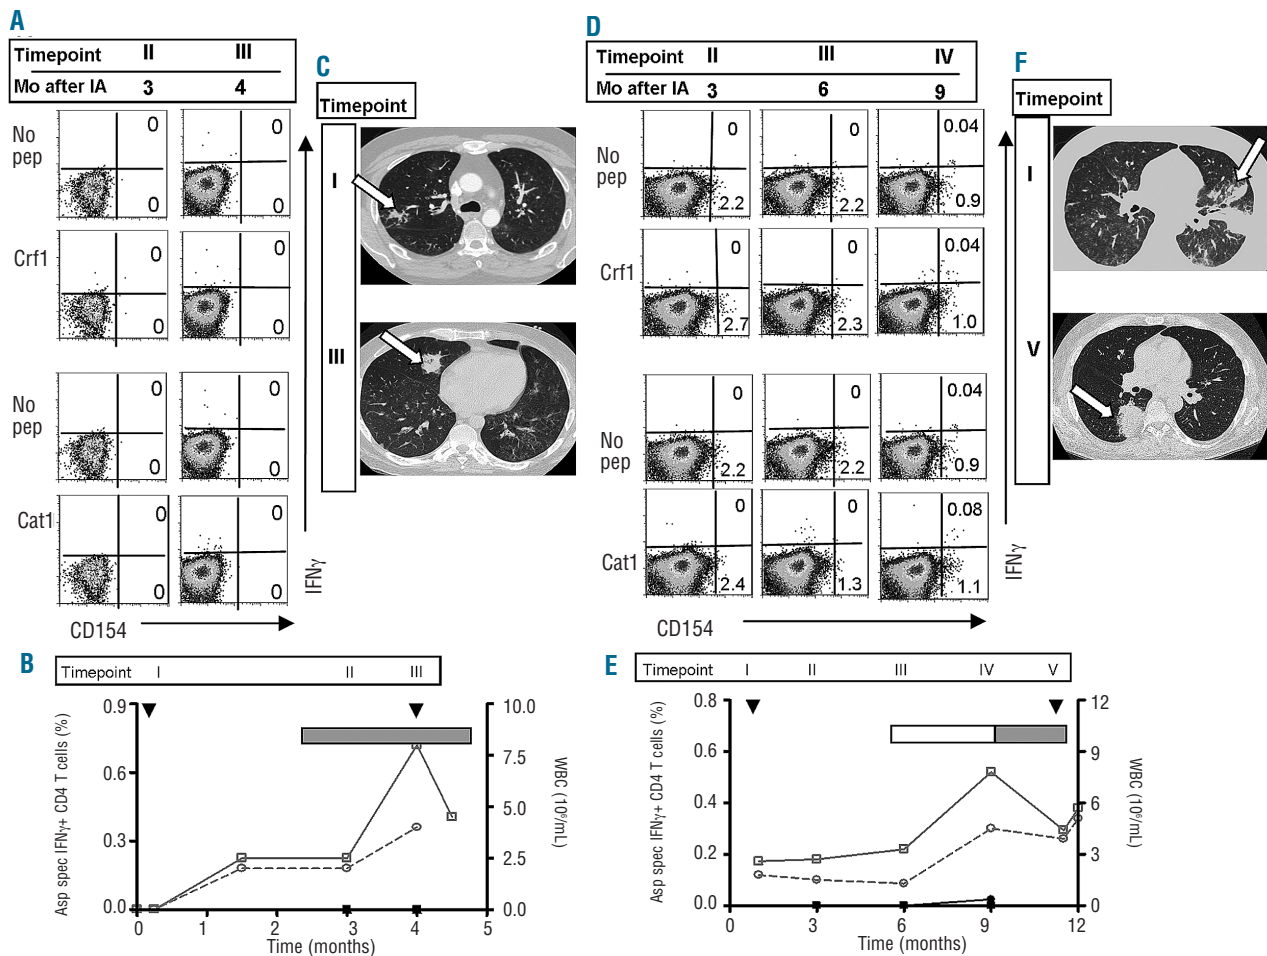 A
Timepoint II III
Mo after IA 3 4
No pep
0
0
0
0
Crf1
0
0
0
0
No pep
0
0
0
0
Cat1
0
0
0
0
CD154
IFNγ
C
Timepoint
I
III
D
Timepoint II III IV
Mo after IA 3 6 9
No pep
0 0 0.04
2.2 2.2 0.9
Crf1
0 0 0.04
2.7 2.3 1.0
No pep
0 0 0.04
2.2 2.2 0.9
Cat1
0 0 0.08
2.4 1.3 1.1
CD154
IFNγ
F
Timepoint
I
V
B
Timepoint I II III
Asp spec IFNγ+ CD4 T cells (%)
0.9
0.6
0.3
0.0
10.0
7.5
5.0
2.5
0.0
WBC (10⁶/mL)
0 1 2 3 4 5
Time (months)
E
Timepoint I II III IV V
Asp spec IFNγ+ CD4 T cells (%)
0.8
0.6
0.4
0.2
0.0
12
9
6
3
0
WBC (10⁶/mL)
0 3 6 9 12
Time (months)